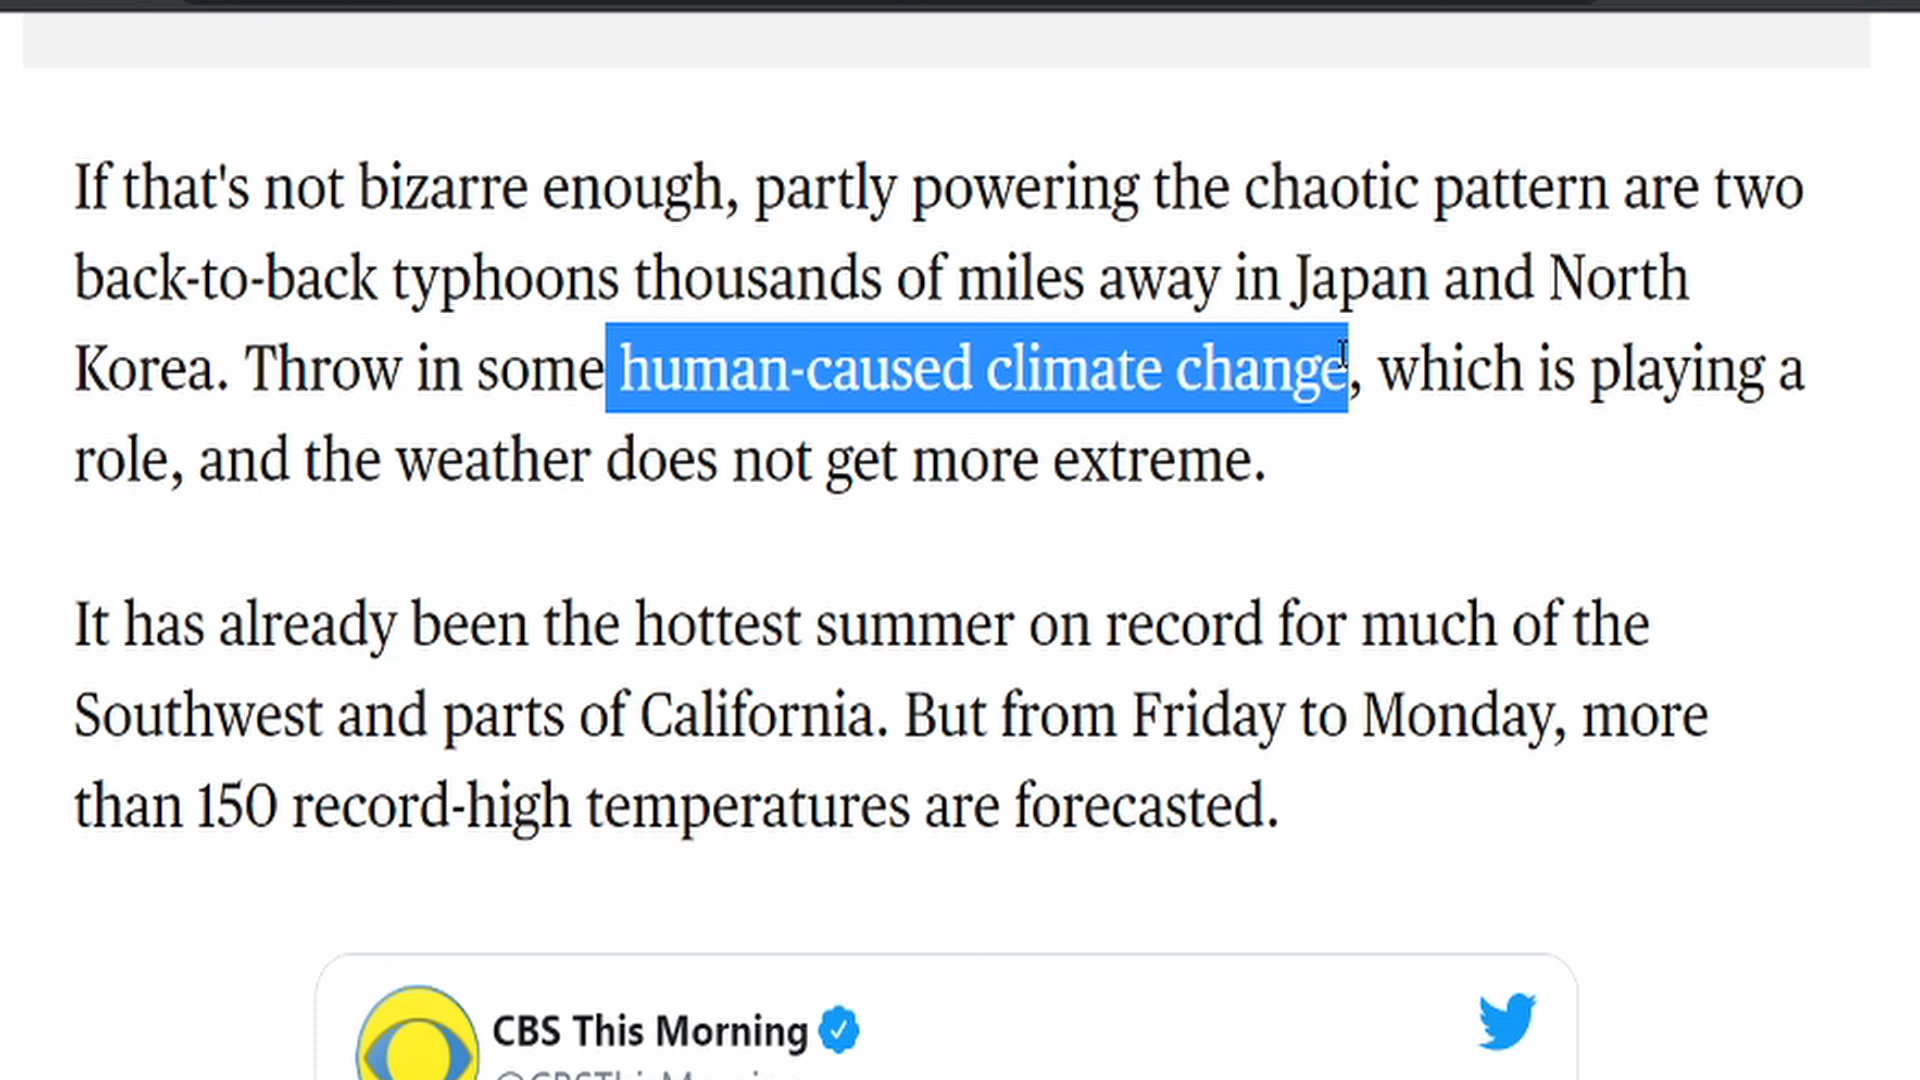 If that's not bizarre enough, partly powering the chaotic pattern are two
back-to-back typhoons thousands of miles away in Japan and North
Korea. Throw in some human-caused climate change, which is playing a
role, and the weather does not get more extreme.
It has already been the hottest summer on record for much of the
Southwest and parts of California. But from Friday to Monday, more
than 150 record-high temperatures are forecasted.
CBS This Morning